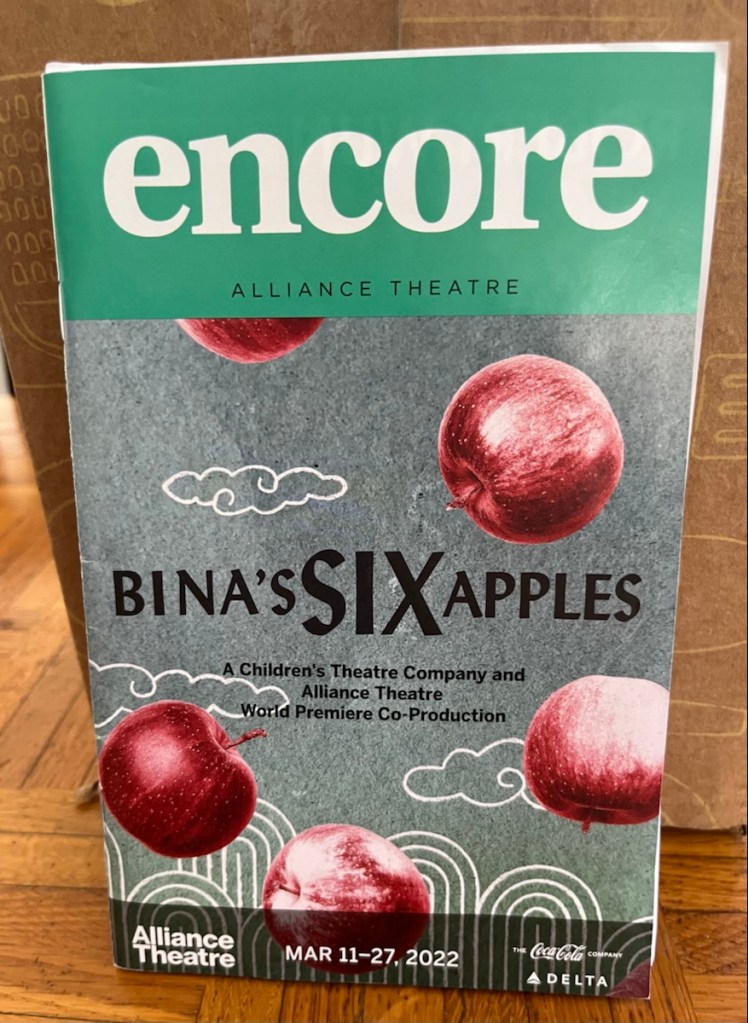 encore
ALLIANCE THEATRE
BINA'S SIX APPLES
A Children's Theatre Company and
Alliance Theatre
World Premiere Co-Production
Alliance
Theatre
MAR 11–27, 2022
THE Coca-Cola COMPANY
DELTA